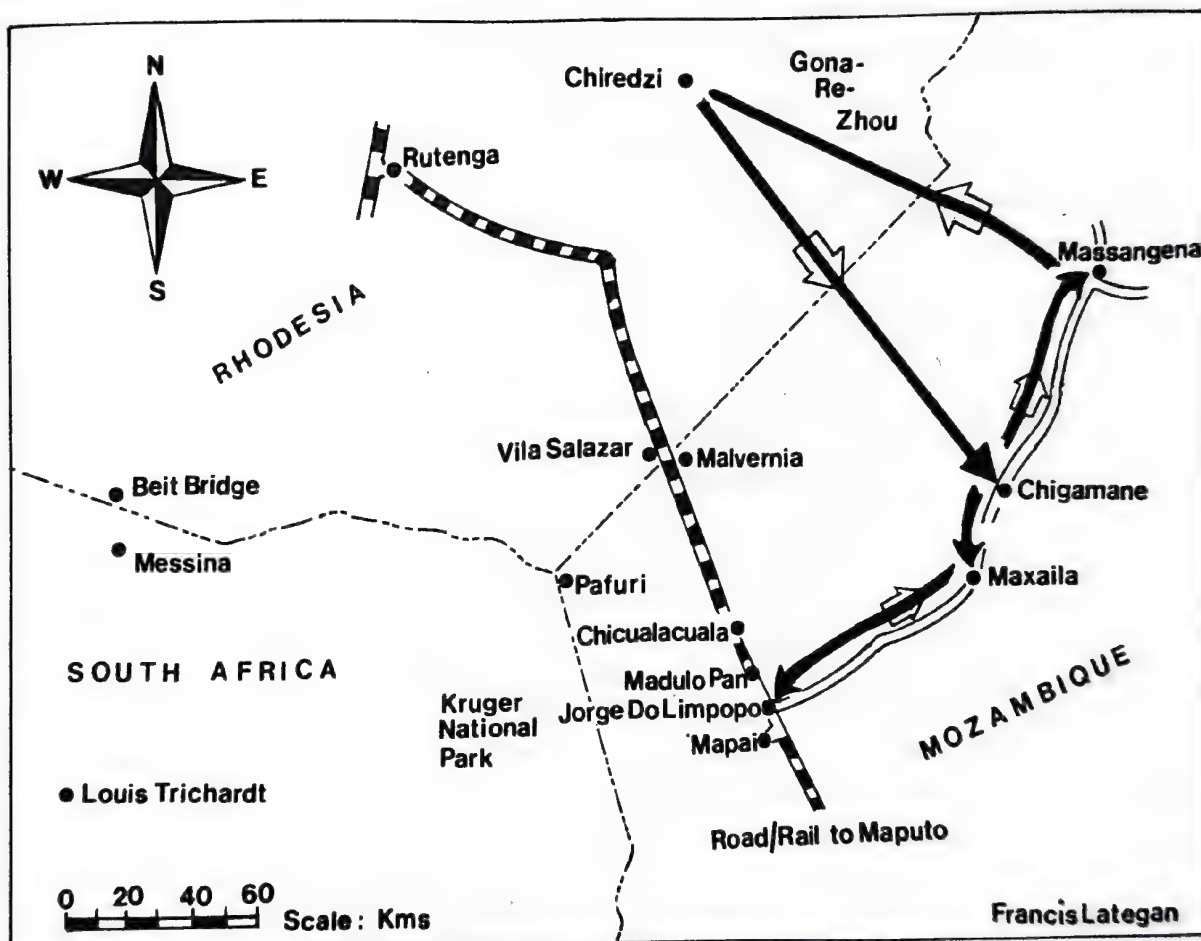 N
W
E
S
Chiredzi
Gona-
Re-
Zhou
Rutenga
Massangena
RHODESIA
Vila Salazar
Malvernia
Beit Bridge
Chigamane
Messina
Pafuri
Maxaila
Chicualacuala
SOUTH AFRICA
Madulo Pan
Kruger
National
Park
Jorge Do Limpopo
MOZAMBIQUE
Mapai
Louis Trichardt
Road/Rail to Maputo
0 20 40 60
Scale: Kms
Francis Lategan